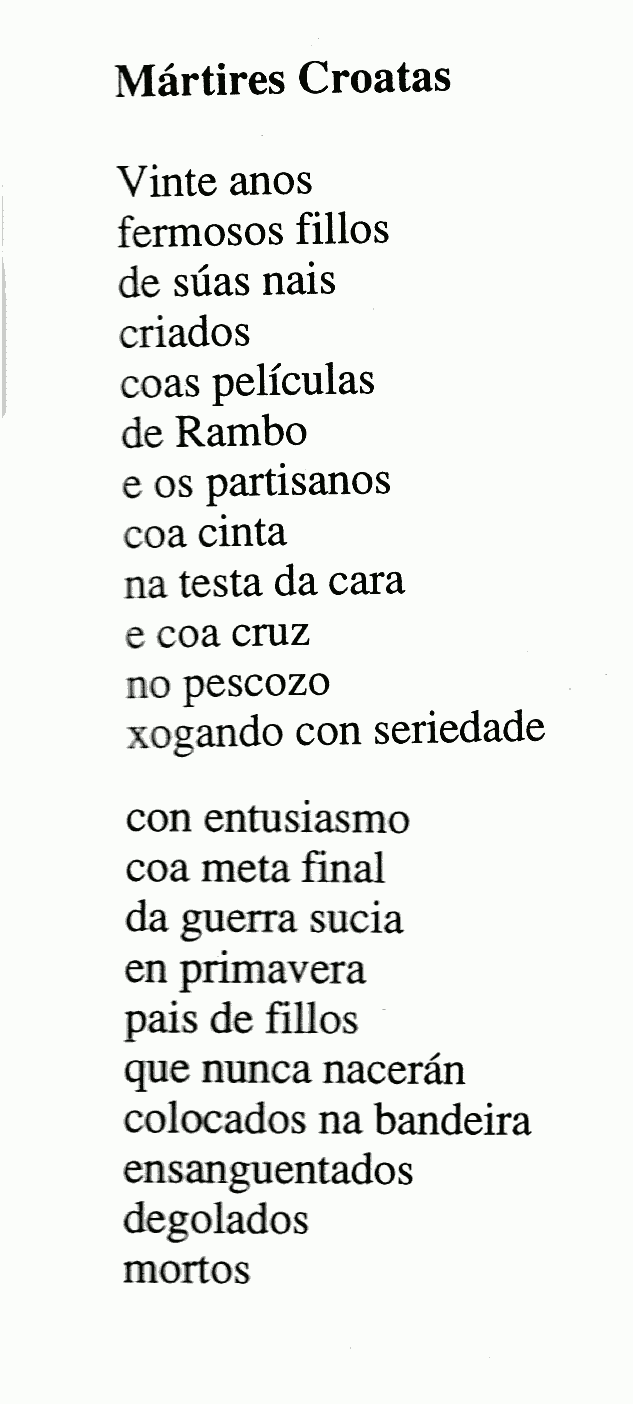 Mártires Croatas
Vinte anos
fermosos fillos
de súas nais
criados
coas películas
de Rambo
e os partisanos
coa cinta
na testa da cara
e coa cruz
no pescozo
xogando con seriedade
con entusiasmo
coa meta final
da guerra sucia
en primavera
pais de fillos
que nunca nacerán
colocados na bandeira
ensanguentados
degolados
mortos